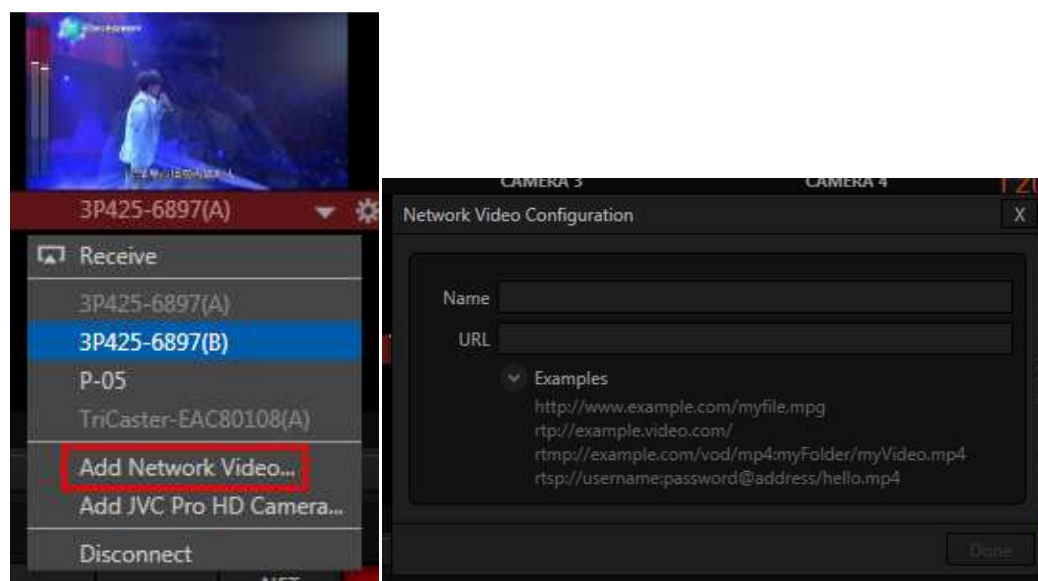 3P425-6897(A)
Receive
3P425-6897(A)
3P425-6897(B)
P-05
TriCaster-EAC80108(A)
Add Network Video...
Add JVC Pro HD Camera...
Disconnect
NET
CAMERA 3
CAMERA 4
Network Video Configuration
X
Name
URL
Examples
http://www.example.com/myfile.mpg
rtp://example.video.com/
rtmp://example.com/vod/mp4:myFolder/myVideo.mp4
rtsp://username:password@address/hello.mp4
Done